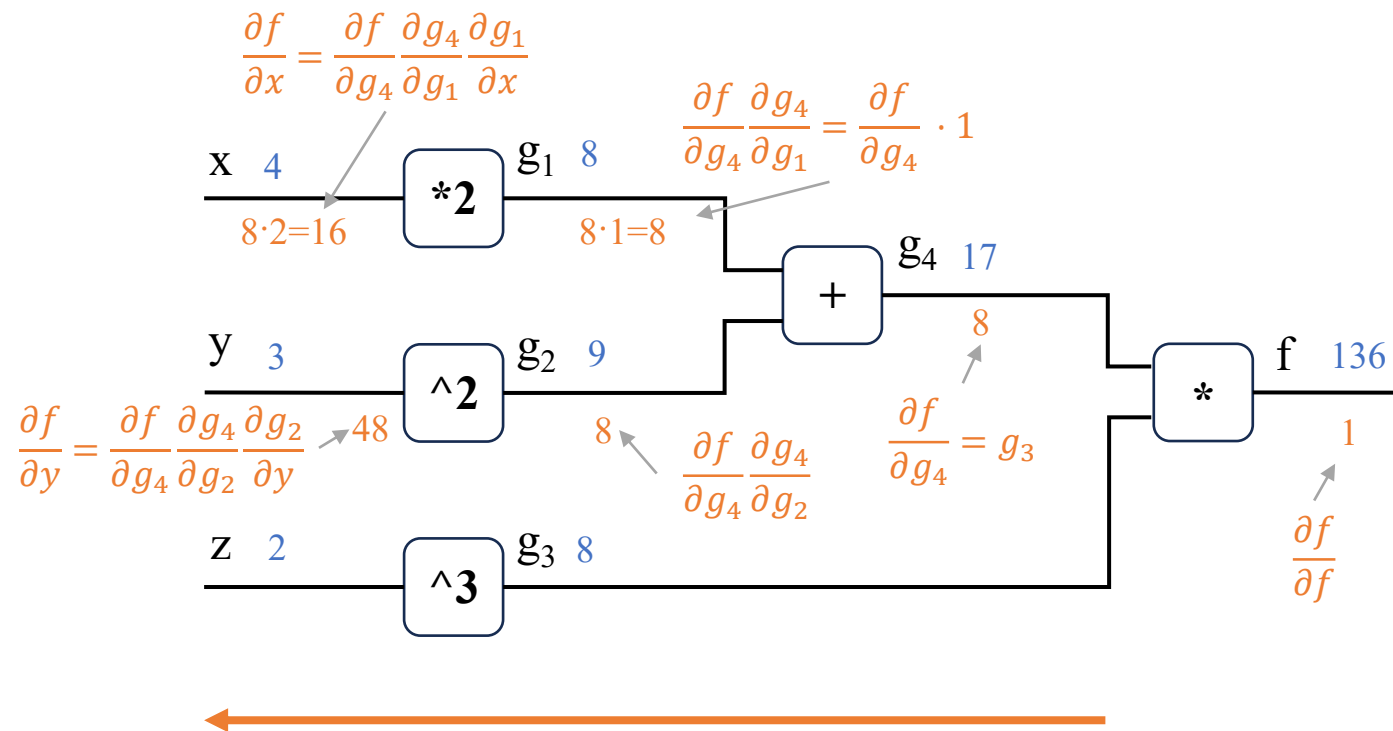 ∂f/∂x = ∂f/∂g₄ ∂g₄/∂g₁ ∂g₁/∂x
∂f/∂g₄ ∂g₄/∂g₁ = ∂f/∂g₄ · 1
x 4
*2
g₁ 8
8·2=16
8·1=8
+
g₄ 17
8
y 3
^2
g₂ 9
*
f 136
∂f/∂y = ∂f/∂g₄ ∂g₄/∂g₂ ∂g₂/∂y
48
8
∂f/∂g₄ ∂g₄/∂g₂
∂f/∂g₄ = g₃
1
∂f/∂f
z 2
^3
g₃ 8